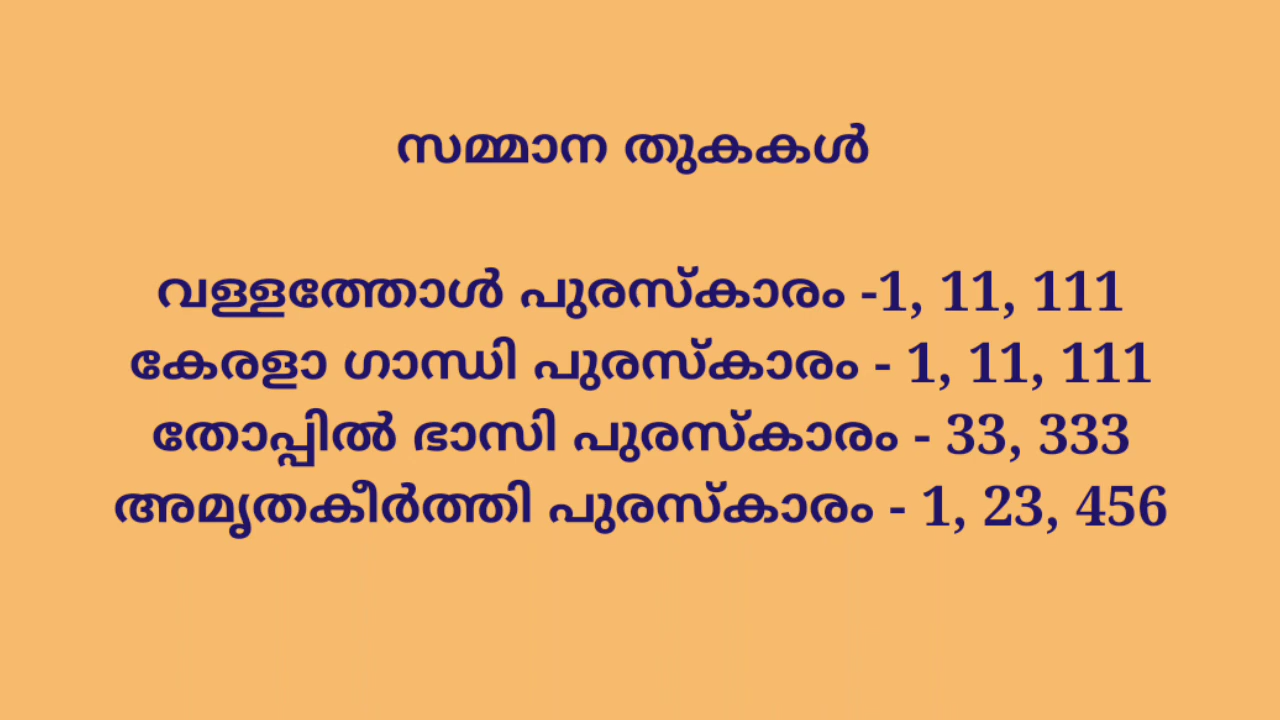 സമ്മാന തുകകൾ
വള്ളത്തോൾ പുരസ്കാരം -1, 11, 111
കേരളാ ഗാന്ധി പുരസ്കാരം - 1, 11, 111
തോപ്പിൽ ഭാസി പുരസ്കാരം - 33, 333
അമൃതകീർത്തി പുരസ്കാരം - 1, 23, 456